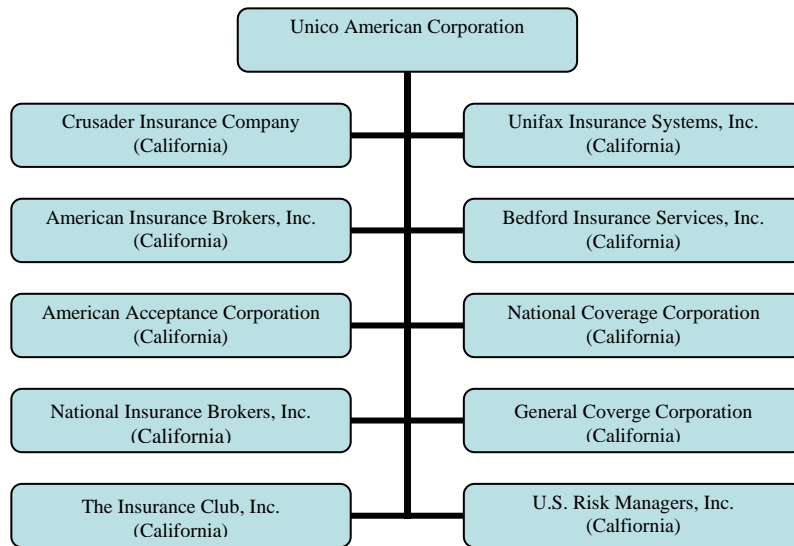 Unico American Corporation
Crusader Insurance Company
(California)
Unifax Insurance Systems, Inc.
(California)
American Insurance Brokers, Inc.
(California)
Bedford Insurance Services, Inc.
(California)
American Acceptance Corporation
(California)
National Coverage Corporation
(California)
National Insurance Brokers, Inc.
(California)
General Coverge Corporation
(California)
The Insurance Club, Inc.
(California)
U.S. Risk Managers, Inc.
(Calfiornia)